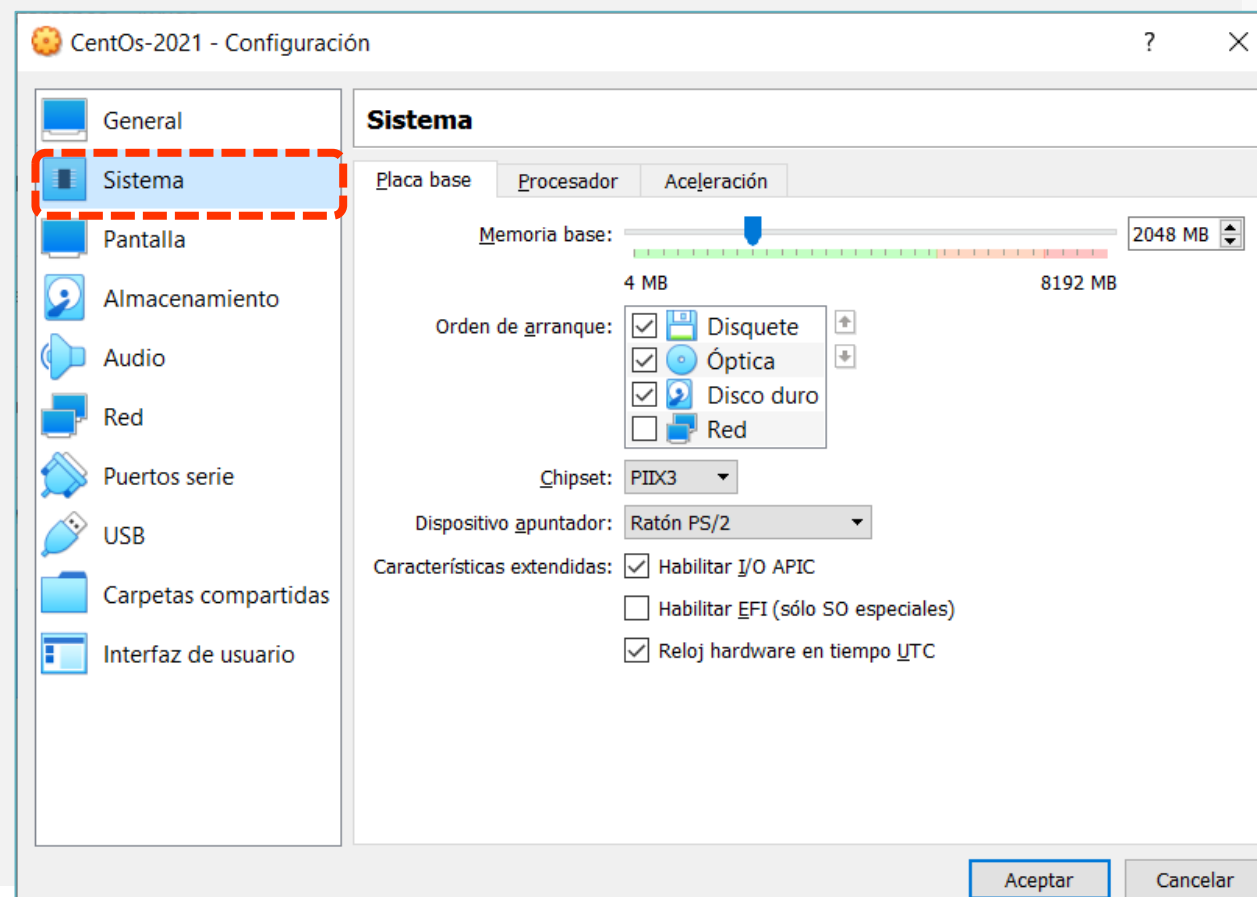 CentOs-2021 - Configuración
?
General
Sistema
Pantalla
Almacenamiento
Audio
Red
Puertos serie
USB
Carpetas compartidas
Interfaz de usuario
Sistema
Placa base Procesador Aceleración
Memoria base: 2048 MB
4 MB 8192 MB
Orden de arranque: Disquete
Óptica
Disco duro
Red
Chipset: PIIX3
Dispositivo apuntador: Ratón PS/2
Características extendidas: Habilitar I/O APIC
Habilitar EFI (sólo SO especiales)
Reloj hardware en tiempo UTC
Aceptar Cancelar